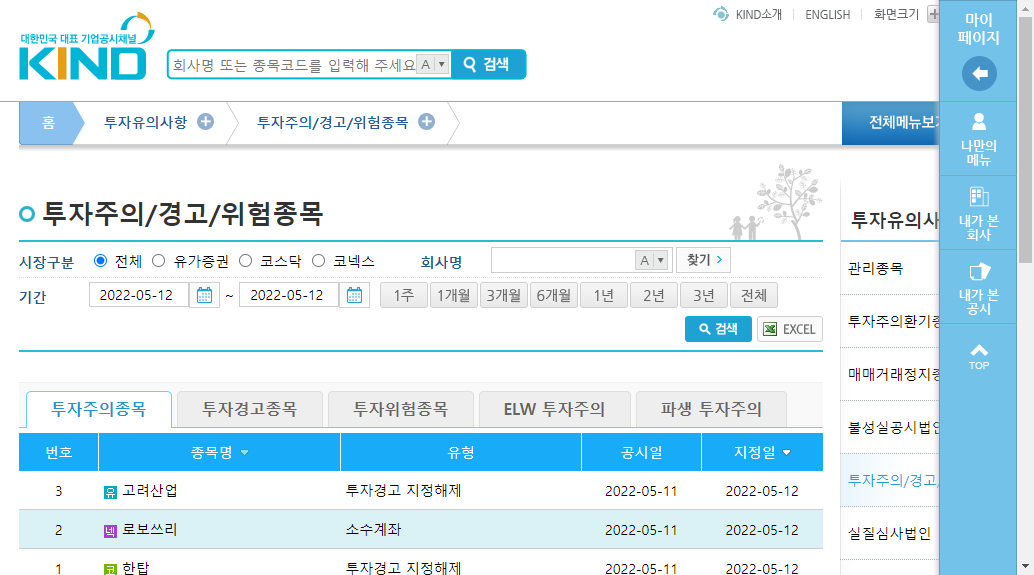 KIND소개 ENGLISH 화면크기
대한민국 대표 기업공시채널
KIND
회사명 또는 종목코드를 입력해 주세요 A 검색
홈 투자유의사항 투자주의/경고/위험종목 전체메뉴보기
마이
페이지
나만의
메뉴
내가 본
회사
내가 본
공시
TOP
투자주의/경고/위험종목
시장구분 전체 유가증권 코스닥 코넥스 회사명 A 찾기
기간 2022-05-12 ~ 2022-05-12 1주 1개월 3개월 6개월 1년 2년 3년 전체
검색 EXCEL
투자주의종목 투자경고종목 투자위험종목 ELW 투자주의 파생 투자주의
번호 종목명 유형 공시일 지정일
3 유 고려산업 투자경고 지정해제 2022-05-11 2022-05-12
2 넥 로보쓰리 소수계좌 2022-05-11 2022-05-12
1 코 한탑 투자경고 지정해제 2022-05-11 2022-05-12
투자유의사
관리종목
투자주의환기종
매매거래정지종
불성실공시법인
투자주의/경고/
실질심사법인